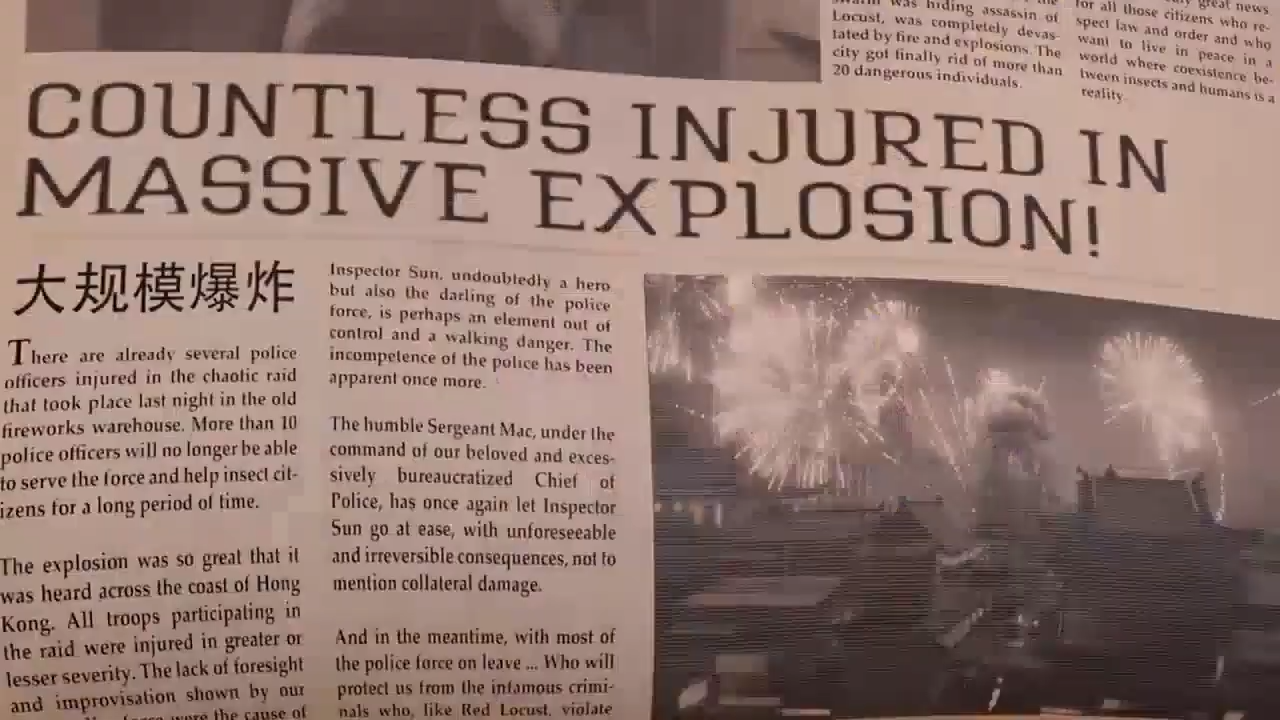 was hiding assassin of
Locust, was completely devas-
tated by fire and explosions. The
city got finally rid of more than
20 dangerous individuals.
great news
for all those citizens who re-
spect law and order and who
want to live in peace in a
world where coexistence be-
tween insects and humans is a
reality.
COUNTLESS INJURED IN
MASSIVE EXPLOSION!
大规模爆炸
There are already several police
officers injured in the chaotic raid
that took place last night in the old
fireworks warehouse. More than 10
police officers will no longer be able
to serve the force and help insect cit-
izens for a long period of time.
The explosion was so great that it
was heard across the coast of Hong
Kong. All troops participating in
the raid were injured in greater or
lesser severity. The lack of foresight
and improvisation shown by our
force were the cause of
Inspector Sun, undoubtedly a hero
but also the darling of the police
force, is perhaps an element out of
control and a walking danger. The
incompetence of the police has been
apparent once more.
The humble Sergeant Mac, under the
command of our beloved and exces-
sively bureaucratized Chief of
Police, has once again let Inspector
Sun go at ease, with unforeseeable
and irreversible consequences, not to
mention collateral damage.
And in the meantime, with most of
the police force on leave ... Who will
protect us from the infamous crimi-
nals who, like Red Locust, violate